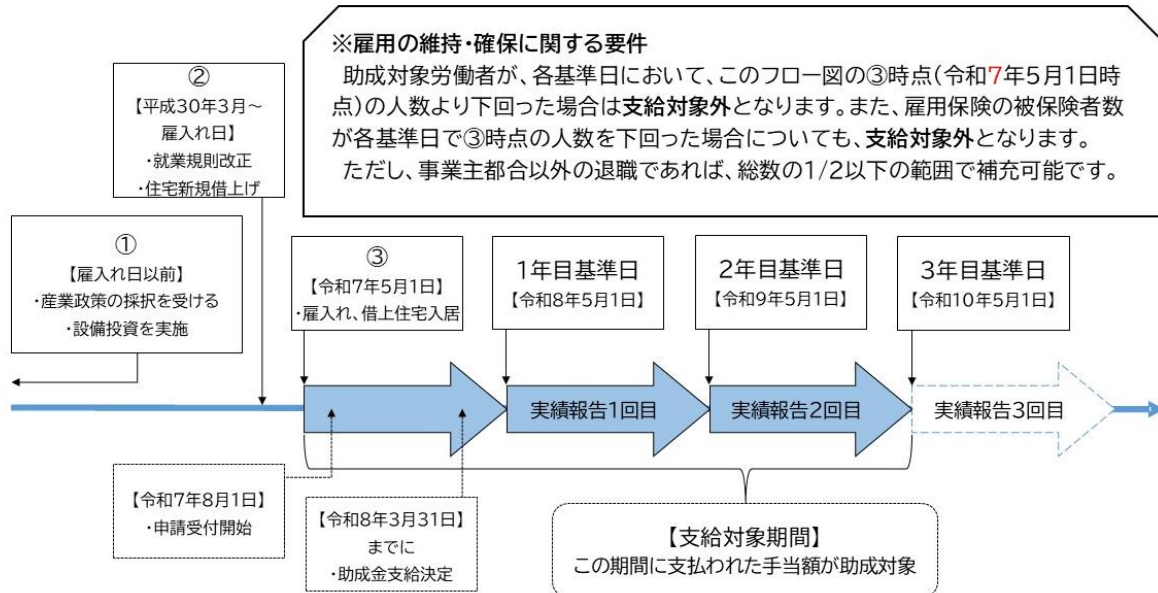 ※雇用の維持・確保に関する要件
助成対象労働者が、各基準日において、このフロー図の③時点(令和7年5月1日時
点)の人数より下回った場合は支給対象外となります。また、雇用保険の被保険者数
が各基準日で③時点の人数を下回った場合についても、支給対象外となります。
ただし、事業主都合以外の退職であれば、総数の1/2以下の範囲で補充可能です。
②
【平成30年3月～
雇入れ日】
・就業規則改正
・住宅新規借上げ
①
【雇入れ日以前】
・産業政策の採択を受ける
・設備投資を実施
③
【令和7年5月1日】
・雇入れ、借上住宅入居
1年目基準日
【令和8年5月1日】
2年目基準日
【令和9年5月1日】
3年目基準日
【令和10年5月1日】
実績報告1回目
実績報告2回目
実績報告3回目
【令和7年8月1日】
・申請受付開始
【令和8年3月31日】
までに
・助成金支給決定
【支給対象期間】
この期間に支払われた手当額が助成対象